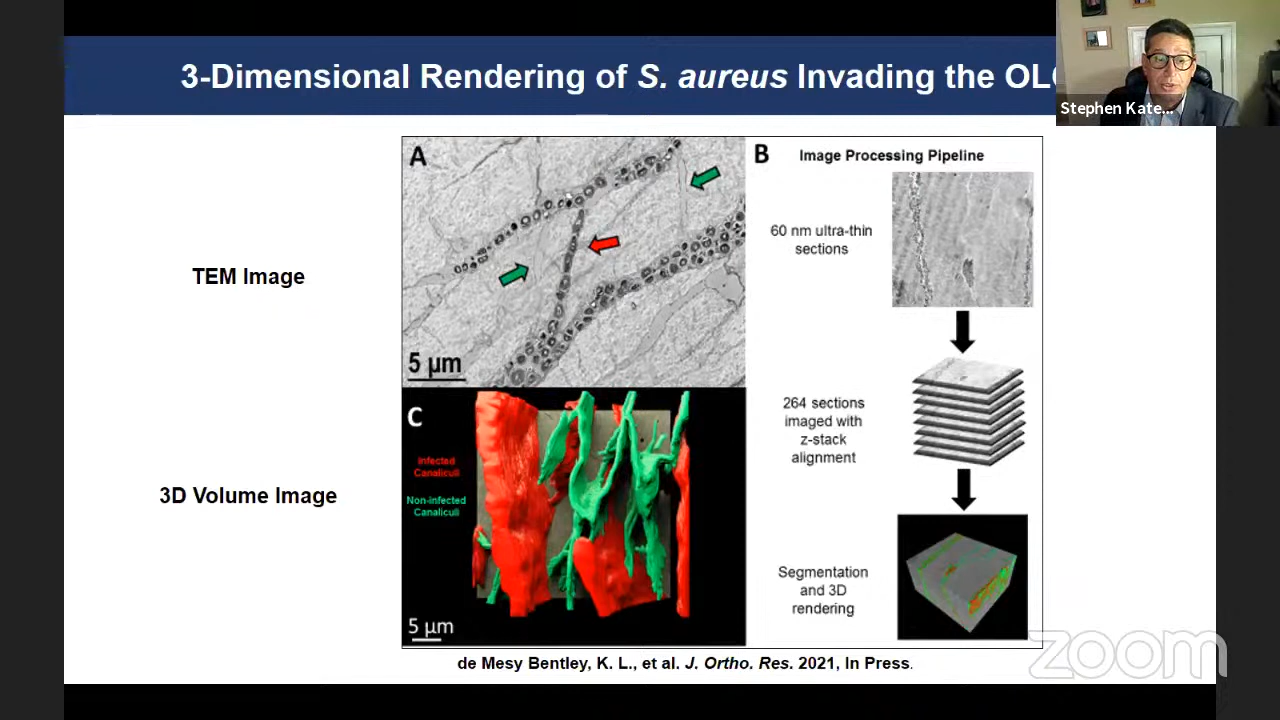 3-Dimensional Rendering of S. aureus Invading the
Stephen Kate...
TEM Image
3D Volume Image
A
5 µm
B
Image Processing Pipeline
60 nm ultra-thin
sections
264 sections
imaged with
z-stack
alignment
Segmentation
and 3D
rendering
C
Infected
Canaliculi
Non-infected
Canaliculi
5 µm
de Mesy Bentley, K. L., et al. J. Ortho. Res. 2021, In Press.
zoom